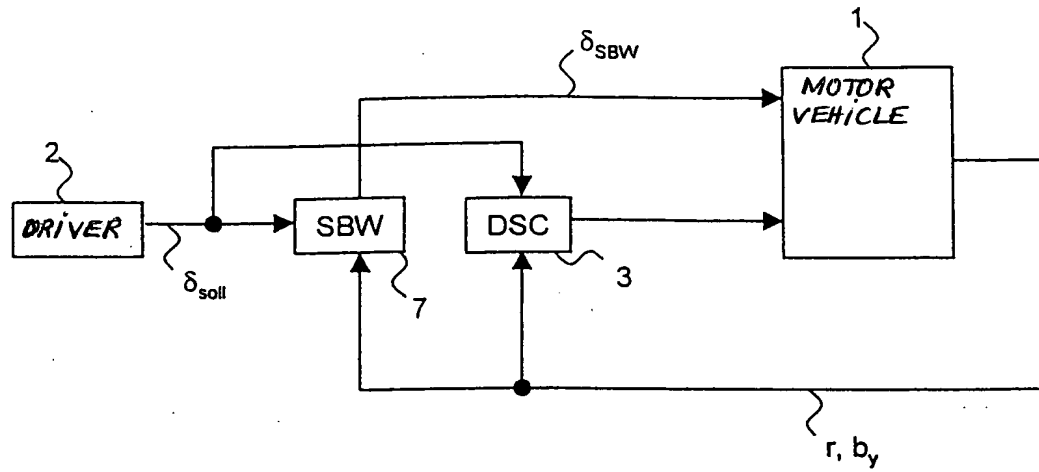 1
δSBW
MOTOR
VEHICLE
2
DRIVER
SBW
DSC
δsoll
7
3
r, by